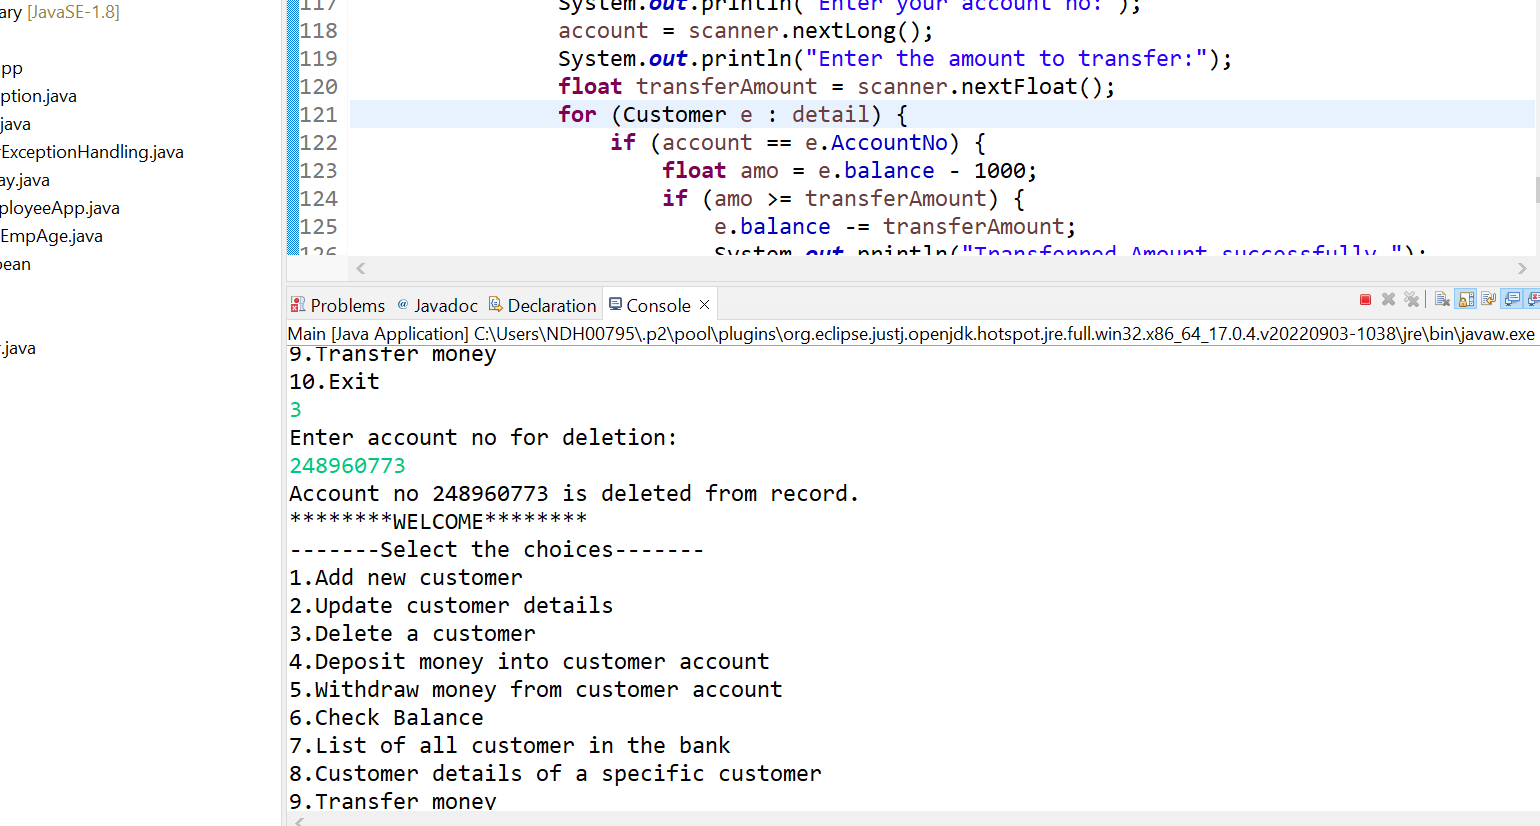 ary [JavaSE-1.8]
pp
ption.java
java
rExceptionHandling.java
ay.java
ployeeApp.java
EmpAge.java
bean
.java
117 System.out.println("Enter your account no:");
118 account = scanner.nextLong();
119 System.out.println("Enter the amount to transfer:");
120 float transferAmount = scanner.nextFloat();
121 for (Customer e : detail) {
122 if (account == e.AccountNo) {
123 float amo = e.balance - 1000;
124 if (amo >= transferAmount) {
125 e.balance -= transferAmount;
126 System.out.println("Transferred Amount successfully.");
Problems @ Javadoc Declaration Console
Main [Java Application] C:\Users\NDH00795\.p2\pool\plugins\org.eclipse.justj.openjdk.hotspot.jre.full.win32.x86_64_17.0.4.v20220903-1038\jre\bin\javaw.exe
9.Transfer money
10.Exit
3
Enter account no for deletion:
248960773
Account no 248960773 is deleted from record.
********WELCOME********
-------Select the choices-------
1.Add new customer
2.Update customer details
3.Delete a customer
4.Deposit money into customer account
5.Withdraw money from customer account
6.Check Balance
7.List of all customer in the bank
8.Customer details of a specific customer
9.Transfer money